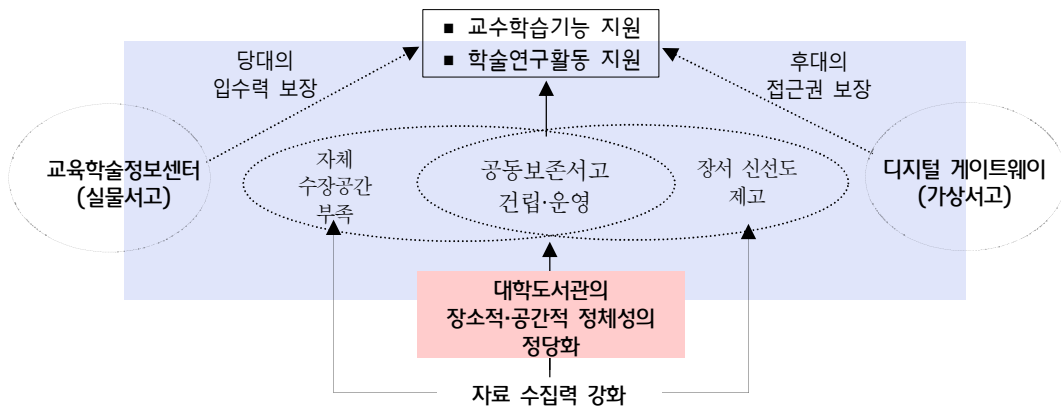 ■ 교수학습기능 지원
■ 학술연구활동 지원
당대의
입수력 보장
후대의
접근권 보장
교육학술정보센터
(실물서고)
자체
수장공간
부족
공동보존서고
건립·운영
장서 신선도
제고
디지털 게이트웨이
(가상서고)
대학도서관의
장소적·공간적 정체성의
정당화
자료 수집력 강화